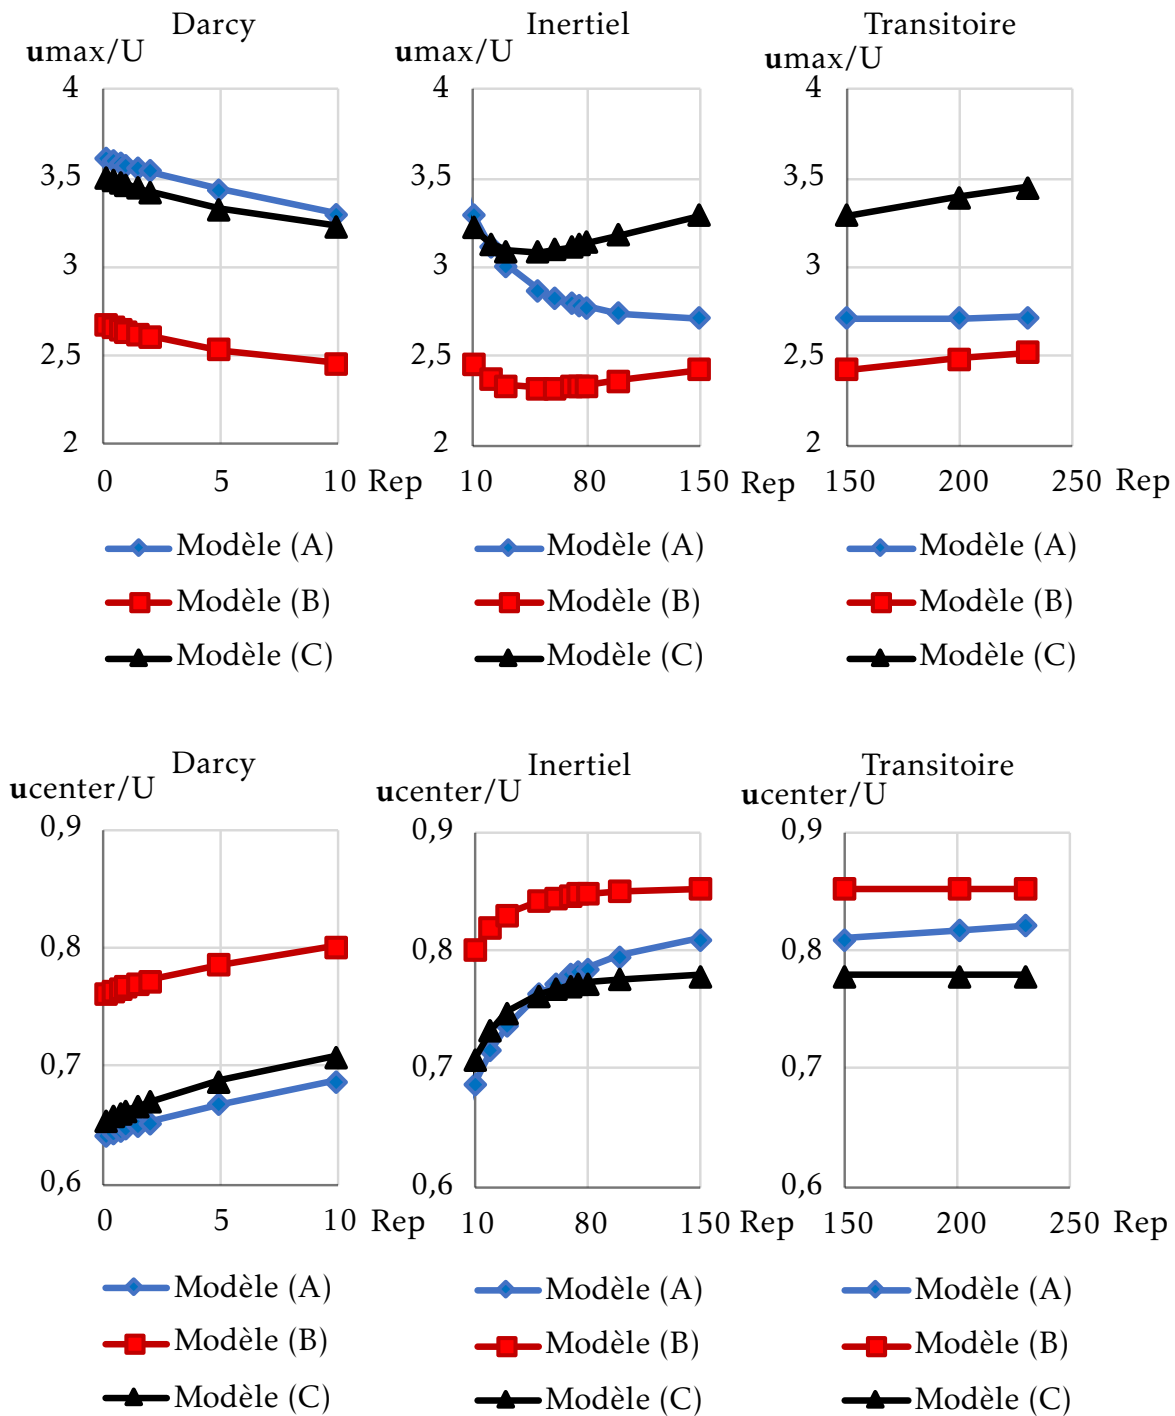 Darcy
umax/U
4
3,5
3
2,5
2
0 5 10 Rep
Modèle (A)
Modèle (B)
Modèle (C)
Inertiel
umax/U
4
3,5
3
2,5
2
10 80 150 Rep
Modèle (A)
Modèle (B)
Modèle (C)
Transitoire
umax/U
4
3,5
3
2,5
2
150 200 250 Rep
Modèle (A)
Modèle (B)
Modèle (C)
Darcy
ucenter/U
0,9
0,8
0,7
0,6
0 5 10 Rep
Modèle (A)
Modèle (B)
Modèle (C)
Inertiel
ucenter/U
0,9
0,8
0,7
0,6
10 80 150 Rep
Modèle (A)
Modèle (B)
Modèle (C)
Transitoire
ucenter/U
0,9
0,8
0,7
0,6
150 200 250 Rep
Modèle (A)
Modèle (B)
Modèle (C)